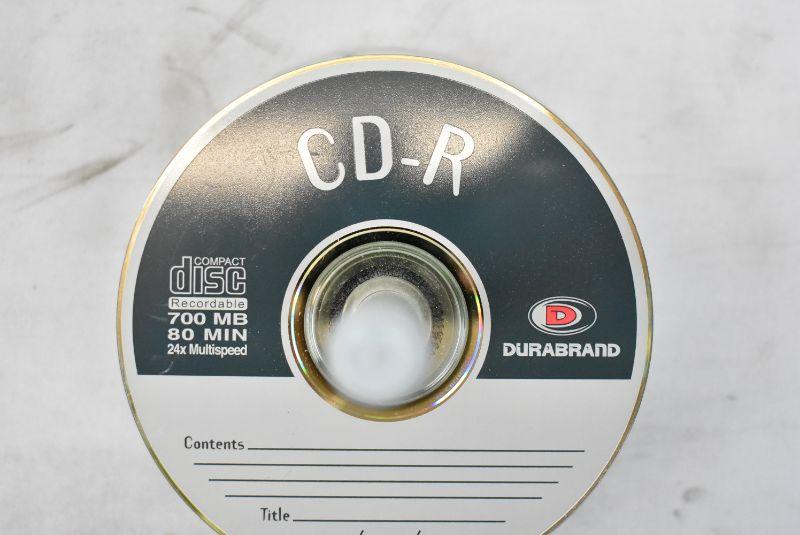 CD-R
COMPACT
disc
Recordable
700 MB
80 MIN
24x Multispeed
D
DURABRAND
Contents
Title